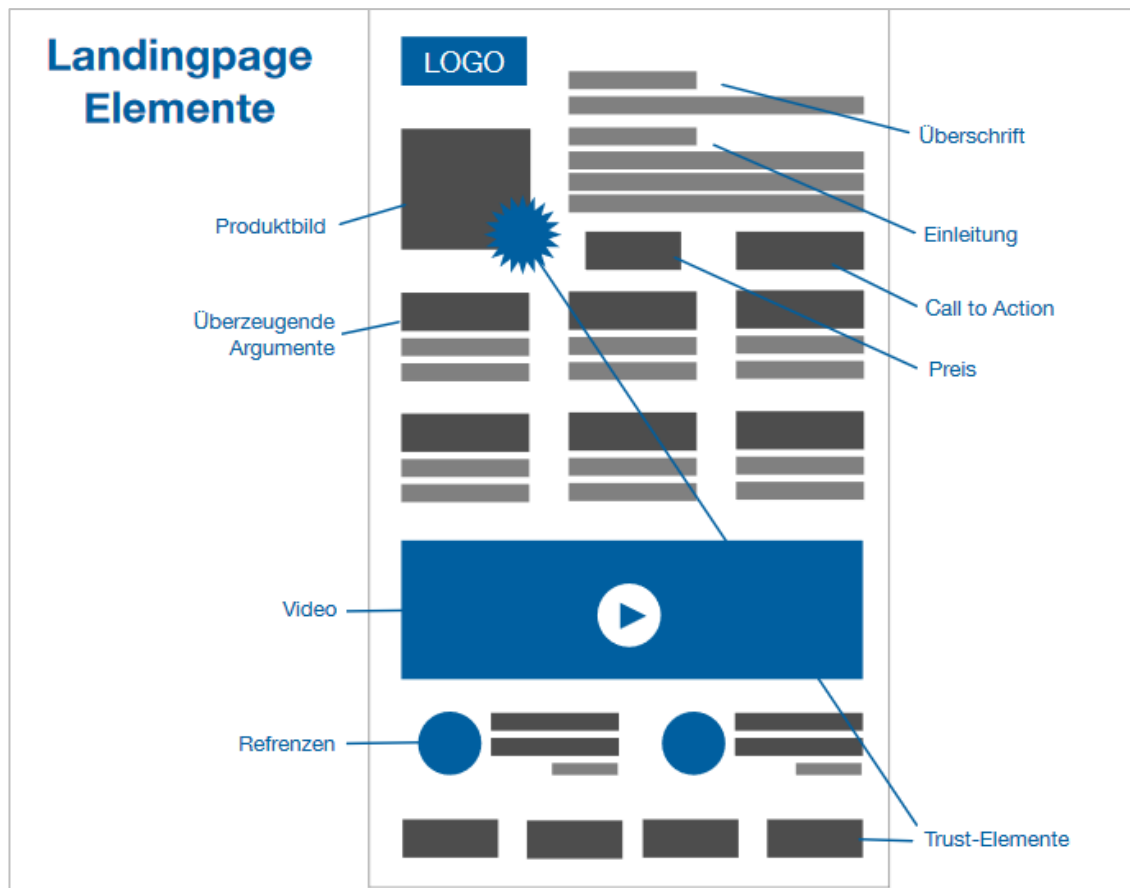 Landingpage
Elemente
LOGO
Überschrift
Produktbild
Einleitung
Call to Action
Überzeugende
Argumente
Preis
Video
Refrenzen
Trust-Elemente